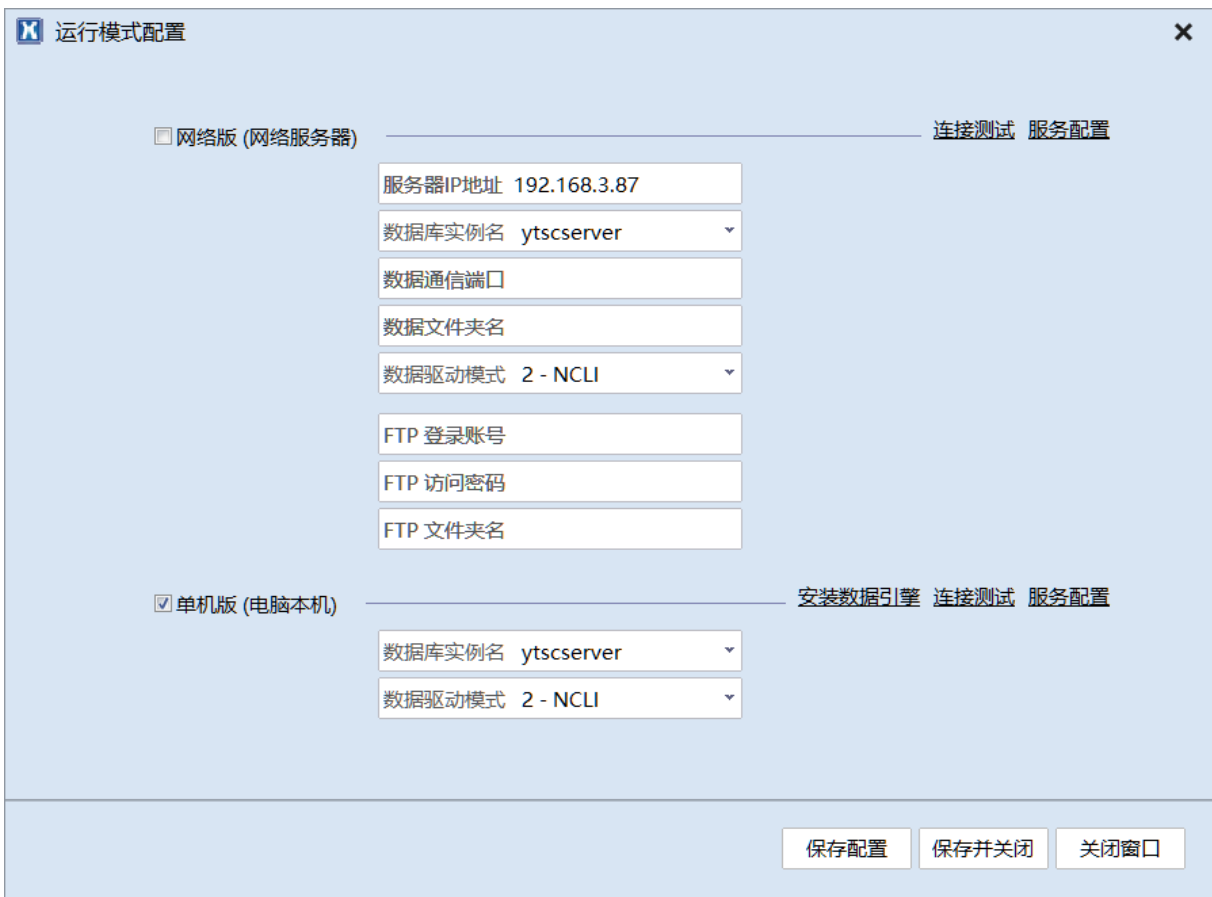 运行模式配置
网络版 (网络服务器)
连接测试 服务配置
服务器IP地址 192.168.3.87
数据库实例名 ytscserver
数据通信端口
数据文件夹名
数据驱动模式 2 - NCLI
FTP 登录账号
FTP 访问密码
FTP 文件夹名
单机版 (电脑本机)
安装数据引擎 连接测试 服务配置
数据库实例名 ytscserver
数据驱动模式 2 - NCLI
保存配置 保存并关闭 关闭窗口